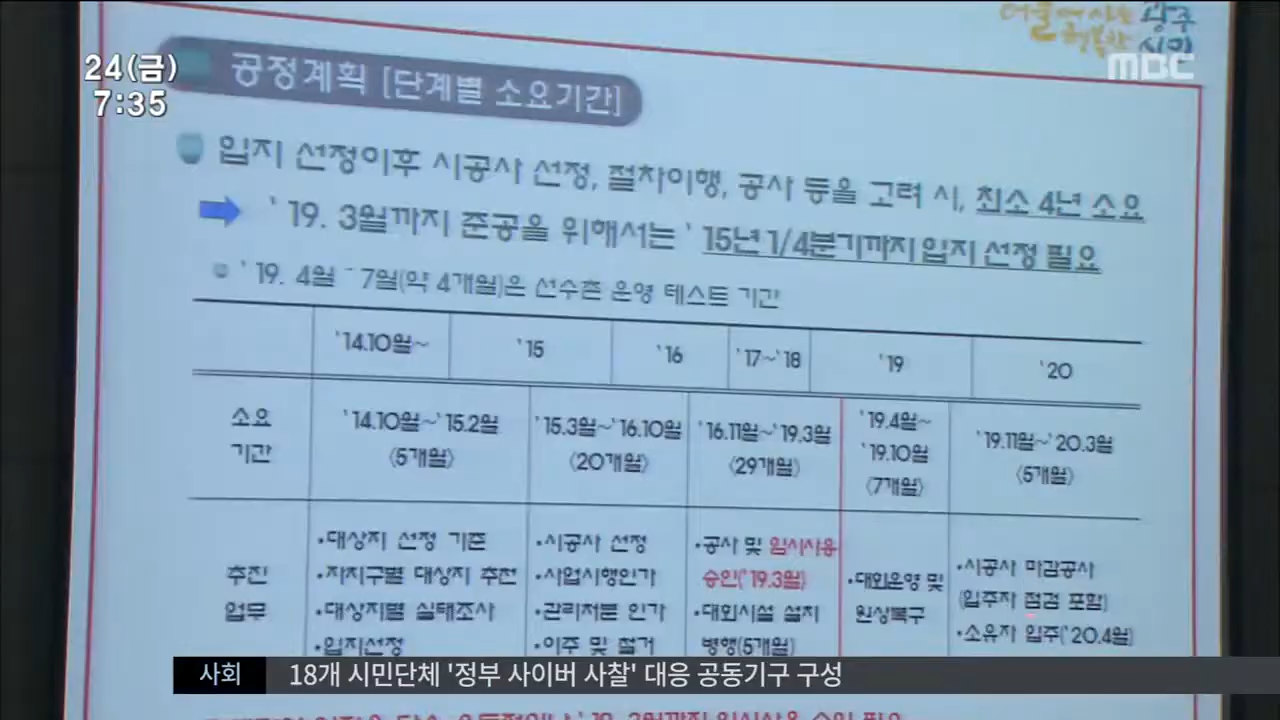 더불어 사는 광주
행복한 시민
24(금)
7:35
MBC
공정계획 [단계별 소요기간]
입지 선정이후 시공사 선정, 절차이행, 공사 등을 고려 시, 최소 4년 소요
' 19. 3월까지 준공을 위해서는 ' 15년 1/4분기까지 입지 선정 필요
' 19. 4월 ~ 7월(약 4개월)은 선수촌 운영 테스트 기간
'14.10월~ '15 '16 '17~'18 '19 '20
소요 기간
'14.10월~'15.2월
(5개월)
'15.3월~'16.10월
(20개월)
'16.11월~'19.3월
(29개월)
'19.4월~
'19.10월
(7개월)
'19.11월~'20.3월
(5개월)
추진
업무
•대상지 선정 기준
•자치구별 대상지 추천
•대상지별 실태조사
•입지선정
•시공사 선정
•사업시행인가
•관리처분 인가
•이주 및 철거
•공사 및 임시사용
승인('19.3월)
•대회시설 설치
병행(5개월)
•대회운영 및
원상복구
•시공사 마감공사
(입주자 점검 포함)
•소유자 입주('20.4월)
사회 18개 시민단체 '정부 사이버 사찰' 대응 공동기구 구성